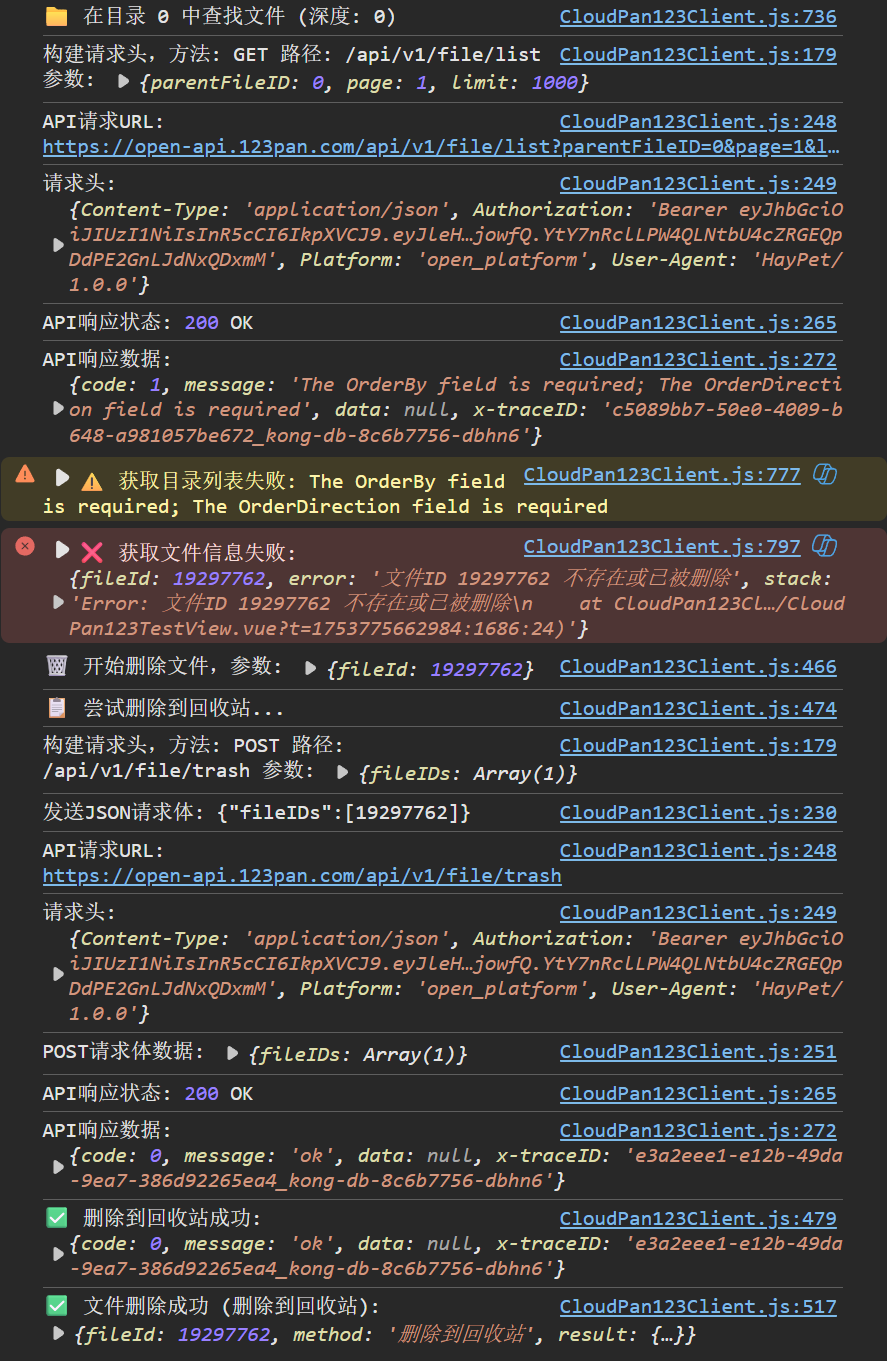 📁 在目录 0 中查找文件 (深度: 0) CloudPan123Client.js:736
构建请求头，方法: GET 路径: /api/v1/file/list CloudPan123Client.js:179
参数: ▶ {parentFileID: 0, page: 1, limit: 1000}
API请求URL: CloudPan123Client.js:248
https://open-api.123pan.com/api/v1/file/list?parentFileID=0&page=1&l…
请求头: CloudPan123Client.js:249
{Content-Type: 'application/json', Authorization: 'Bearer eyJhbGciO
iJIUzI1NiIsInR5cCI6IkpXVCJ9.eyJleH…jowfQ.YtY7nRclLPW4QLNtbU4cZRGEQp
DdPE2GnLJdNxQDxmM', Platform: 'open_platform', User-Agent: 'HayPet/
1.0.0'}
API响应状态: 200 OK CloudPan123Client.js:265
API响应数据: CloudPan123Client.js:272
{code: 1, message: 'The OrderBy field is required; The OrderDirecti
on field is required', data: null, x-traceID: 'c5089bb7-50e0-4009-b
648-a981057be672_kong-db-8c6b7756-dbhn6'}
▶ ⚠️ 获取目录列表失败: The OrderBy field CloudPan123Client.js:777
is required; The OrderDirection field is required
▶ ❌ 获取文件信息失败: CloudPan123Client.js:797
{fileId: 19297762, error: '文件ID 19297762 不存在或已被删除', stack:
'Error: 文件ID 19297762 不存在或已被删除\n    at CloudPan123Cl…/Cloud
Pan123TestView.vue?t=1753775662984:1686:24)'}
🗑️ 开始删除文件，参数: ▶ {fileId: 19297762} CloudPan123Client.js:466
📋 尝试删除到回收站... CloudPan123Client.js:474
构建请求头，方法: POST 路径: CloudPan123Client.js:179
/api/v1/file/trash 参数: ▶ {fileIDs: Array(1)}
发送JSON请求体: {"fileIDs":[19297762]} CloudPan123Client.js:230
API请求URL: CloudPan123Client.js:248
https://open-api.123pan.com/api/v1/file/trash
请求头: CloudPan123Client.js:249
{Content-Type: 'application/json', Authorization: 'Bearer eyJhbGciO
iJIUzI1NiIsInR5cCI6IkpXVCJ9.eyJleH…jowfQ.YtY7nRclLPW4QLNtbU4cZRGEQp
DdPE2GnLJdNxQDxmM', Platform: 'open_platform', User-Agent: 'HayPet/
1.0.0'}
POST请求体数据: ▶ {fileIDs: Array(1)} CloudPan123Client.js:251
API响应状态: 200 OK CloudPan123Client.js:265
API响应数据: CloudPan123Client.js:272
{code: 0, message: 'ok', data: null, x-traceID: 'e3a2eee1-e12b-49da
-9ea7-386d92265ea4_kong-db-8c6b7756-dbhn6'}
✅ 删除到回收站成功: CloudPan123Client.js:479
{code: 0, message: 'ok', data: null, x-traceID: 'e3a2eee1-e12b-49da
-9ea7-386d92265ea4_kong-db-8c6b7756-dbhn6'}
✅ 文件删除成功 (删除到回收站): CloudPan123Client.js:517
▶ {fileId: 19297762, method: '删除到回收站', result: {…}}